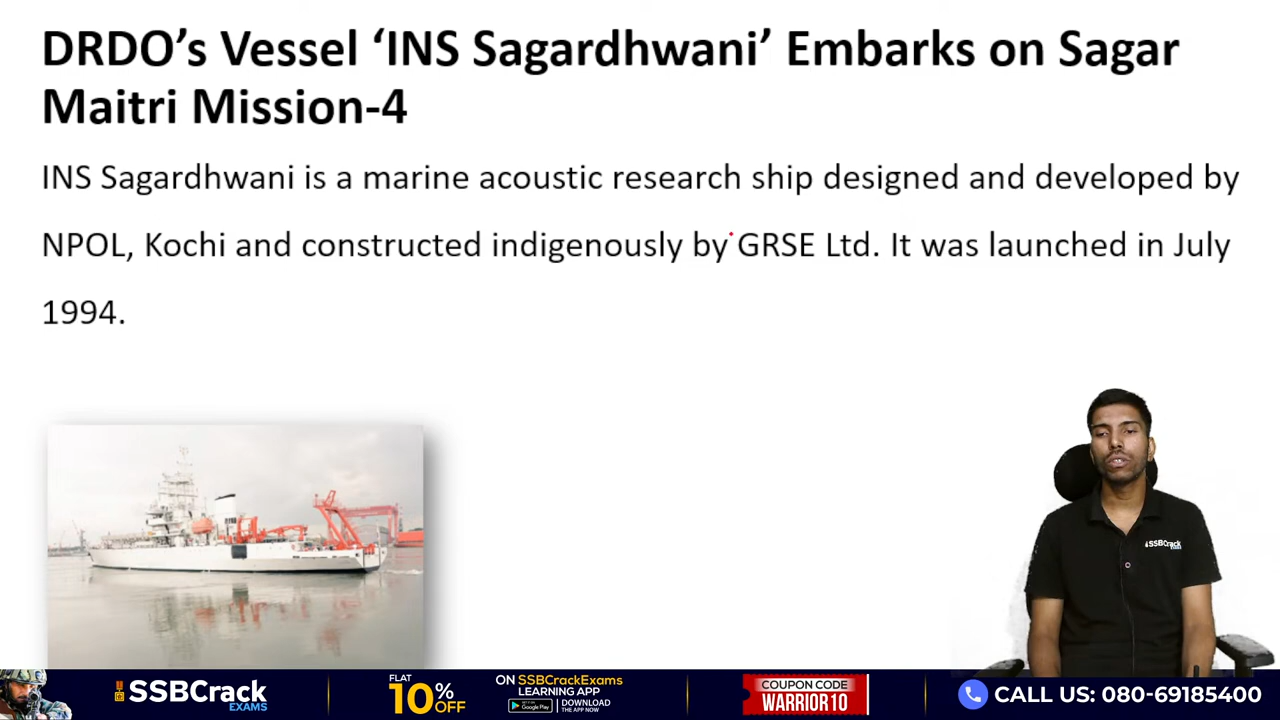 DRDO’s Vessel ‘INS Sagardhwani’ Embarks on Sagar
Maitri Mission-4
INS Sagardhwani is a marine acoustic research ship designed and developed by
NPOL, Kochi and constructed indigenously by GRSE Ltd. It was launched in July
1994.
SSBCrack
EXAMS
SSBCrack
EXAMS
FLAT
10% OFF
ON SSBCrackExams
LEARNING APP
Google Play
DOWNLOAD
THE APP NOW
COUPON CODE
WARRIOR10
CALL US: 080-69185400